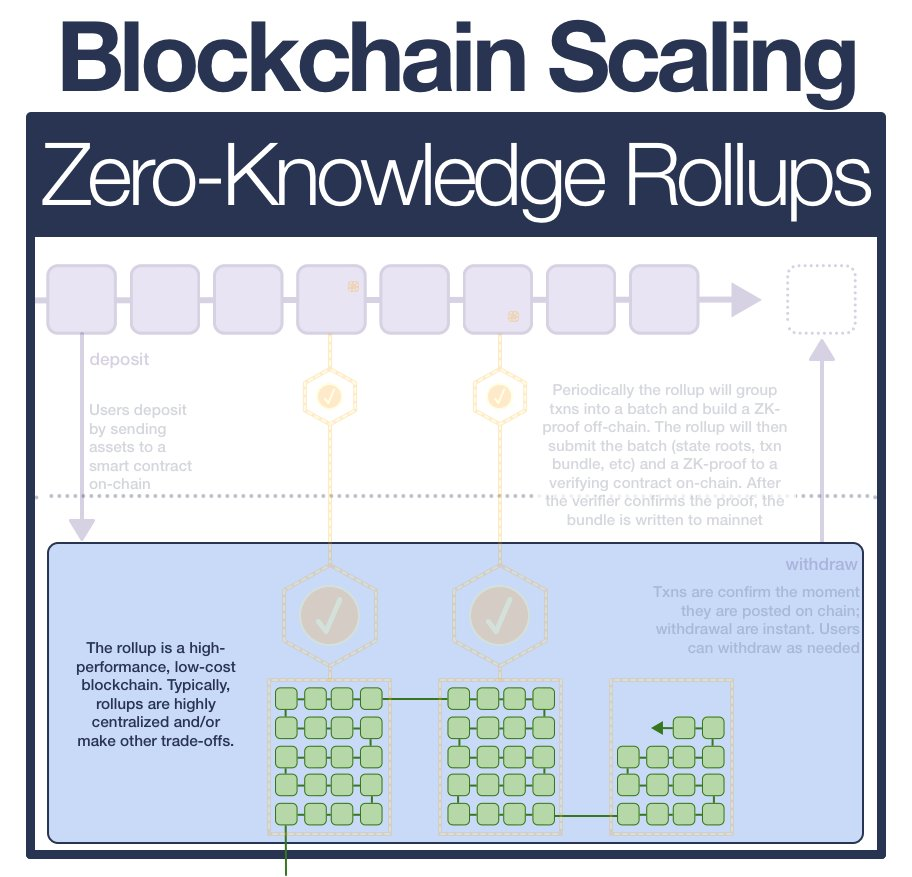 Blockchain Scaling
Zero-Knowledge Rollups
deposit
Users deposit
by sending
assets to a
smart contract
on-chain
Periodically the rollup will group
txns into a batch and build a ZK-
proof off-chain. The rollup will then
submit the batch (state roots, txn
bundle, etc) and a ZK-proof to a
verifying contract on-chain. After
the verifier confirms the proof, the
bundle is written to mainnet
withdraw
Txns are confirm the moment
they are posted on chain;
withdrawal are instant. Users
can withdraw as needed
The rollup is a high-
performance, low-cost
blockchain. Typically,
rollups are highly
centralized and/or
make other trade-offs.